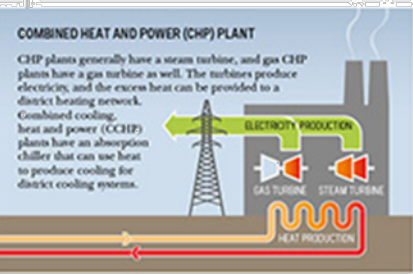 COMBINED HEAT AND POWER (CHP) PLANT
CHP plants generally have a steam turbine, and gas CHP
plants have a gas turbine as well. The turbines produce
electricity, and the excess heat can be provided to a
district heating network.
Combined cooling,
heat and power (CCHP)
plants have an absorption
chiller that can use heat
to produce cooling for
district cooling systems.
ELECTRICITY PRODUCTION
GAS TURBINE
STEAM TURBINE
HEAT PRODUCTION